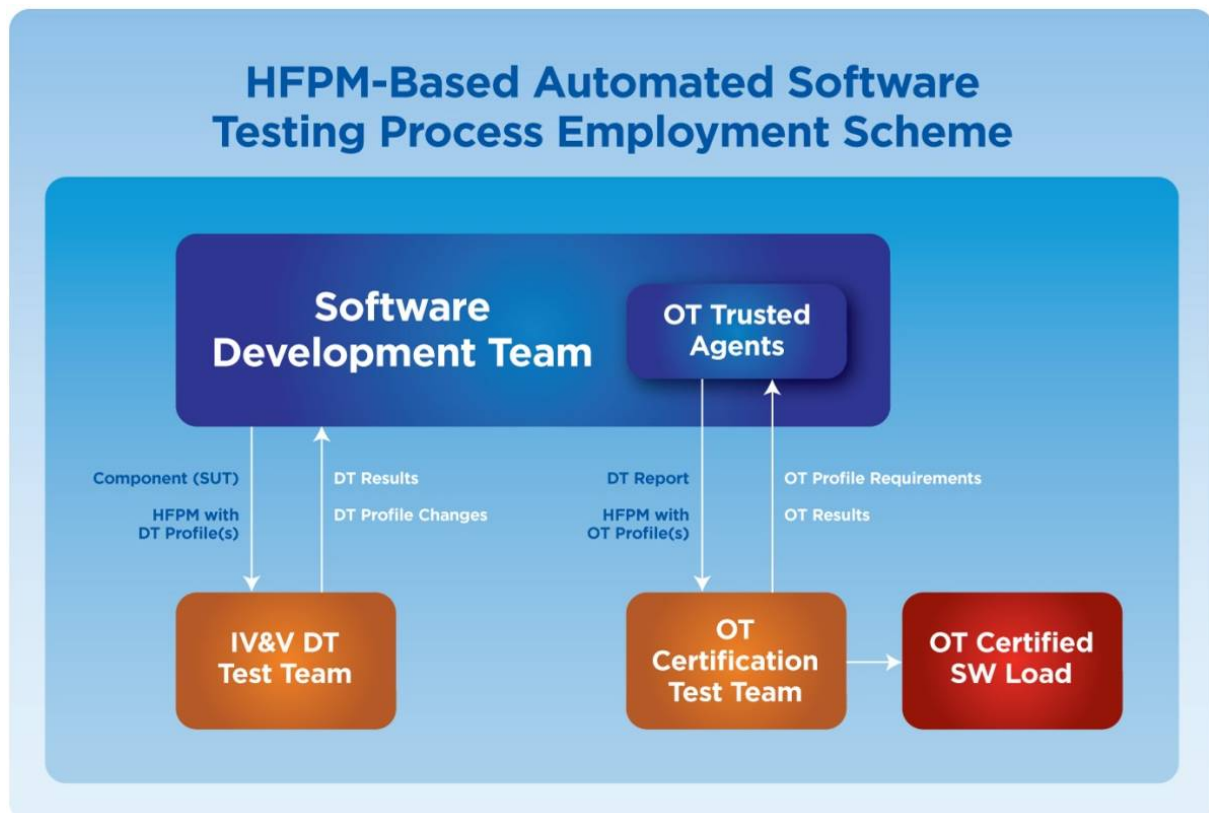 HFPM-Based Automated Software
Testing Process Employment Scheme
Software
Development Team
OT Trusted
Agents
Component (SUT)
HFPM with
DT Profile(s)
DT Results
DT Profile Changes
DT Report
HFPM with
OT Profile(s)
OT Profile Requirements
OT Results
IV&V DT
Test Team
OT
Certification
Test Team
OT Certified
SW Load